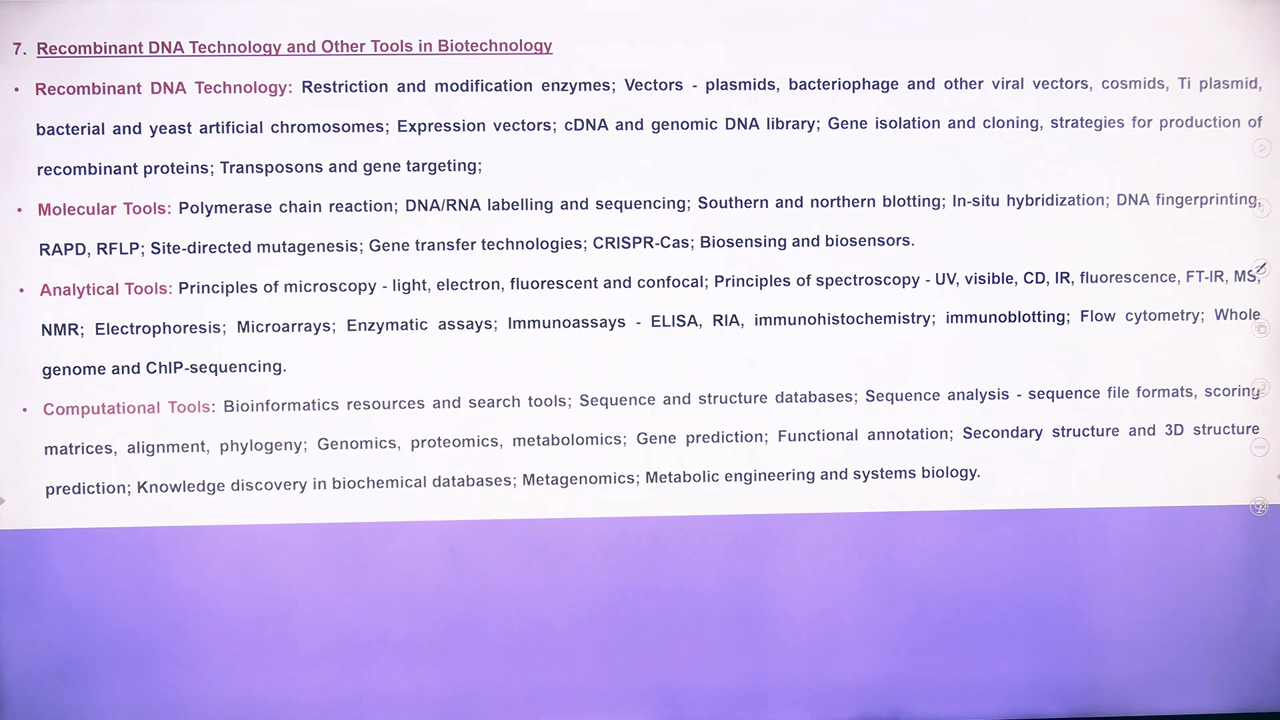 7. Recombinant DNA Technology and Other Tools in Biotechnology
• Recombinant DNA Technology: Restriction and modification enzymes; Vectors - plasmids, bacteriophage and other viral vectors, cosmids, Ti plasmid,
bacterial and yeast artificial chromosomes; Expression vectors; cDNA and genomic DNA library; Gene isolation and cloning, strategies for production of
recombinant proteins; Transposons and gene targeting;
• Molecular Tools: Polymerase chain reaction; DNA/RNA labelling and sequencing; Southern and northern blotting; In-situ hybridization; DNA fingerprinting,
RAPD, RFLP; Site-directed mutagenesis; Gene transfer technologies; CRISPR-Cas; Biosensing and biosensors.
• Analytical Tools: Principles of microscopy - light, electron, fluorescent and confocal; Principles of spectroscopy - UV, visible, CD, IR, fluorescence, FT-IR, MS,
NMR; Electrophoresis; Microarrays; Enzymatic assays; Immunoassays - ELISA, RIA, immunohistochemistry; immunoblotting; Flow cytometry; Whole
genome and ChIP-sequencing.
• Computational Tools: Bioinformatics resources and search tools; Sequence and structure databases; Sequence analysis - sequence file formats, scoring
matrices, alignment, phylogeny; Genomics, proteomics, metabolomics; Gene prediction; Functional annotation; Secondary structure and 3D structure
prediction; Knowledge discovery in biochemical databases; Metagenomics; Metabolic engineering and systems biology.